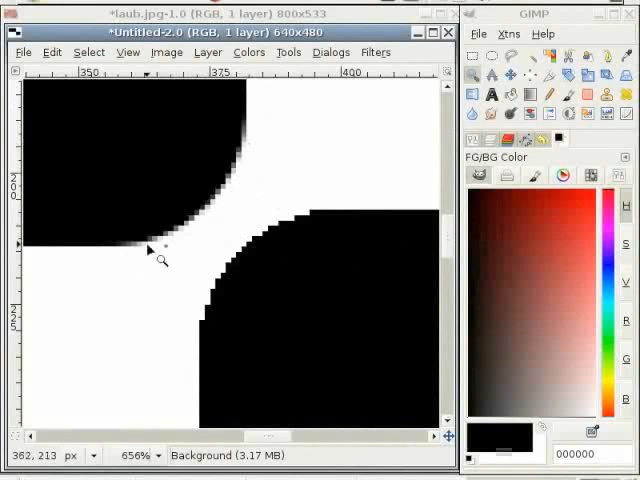 *laub.jpg-1.0 (RGB, 1 layer) 800x533
GIMP
*Untitled-2.0 (RGB, 1 layer) 640x480
File Edit Select View Image Layer Colors Tools Dialogs Filters
File Xtns Help
350 375 400
200
225
FG/BG Color
H
S
V
R
G
B
362, 213 px 656% Background (3.17 MB)
000000